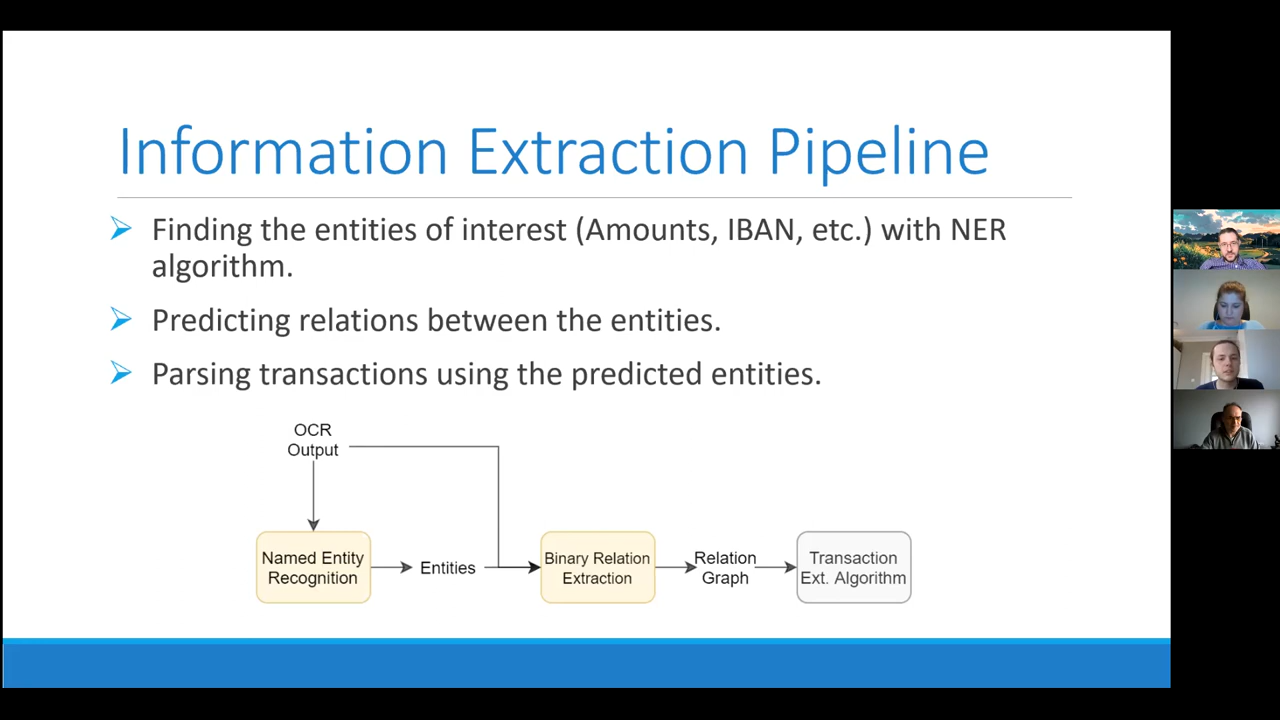 Information Extraction Pipeline
Finding the entities of interest (Amounts, IBAN, etc.) with NER
algorithm.
Predicting relations between the entities.
Parsing transactions using the predicted entities.
OCR
Output
Named Entity
Recognition
Entities
Binary Relation
Extraction
Relation
Graph
Transaction
Ext. Algorithm